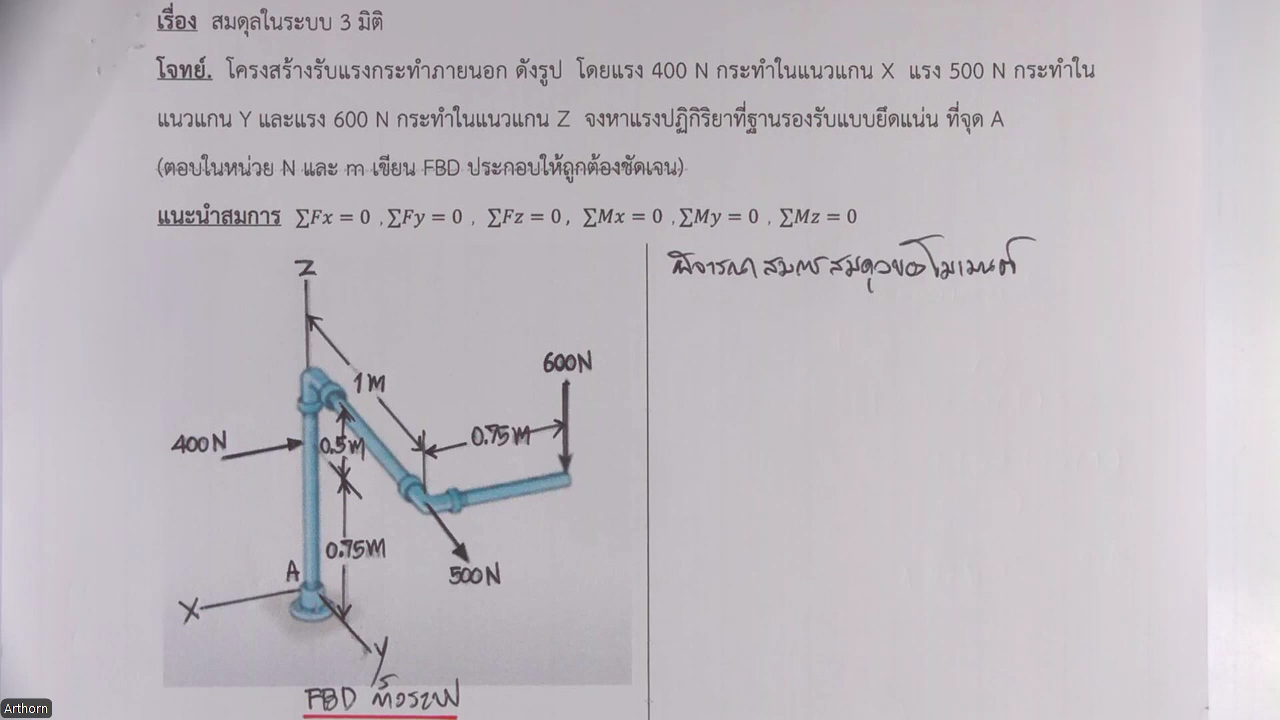 เรื่อง สมดุลในระบบ 3 มิติ
โจทย์. โครงสร้างรับแรงกระทำภายนอก ดังรูป โดยแรง 400 N กระทำในแนวแกน X แรง 500 N กระทำใน
แนวแกน Y และแรง 600 N กระทำในแนวแกน Z จงหาแรงปฏิกิริยาที่ฐานรองรับแบบยึดแน่น ที่จุด A
(ตอบในหน่วย N และ m เขียน FBD ประกอบให้ถูกต้องชัดเจน)
แนะนำสมการ ∑Fx = 0 , ∑Fy = 0 , ∑Fz = 0, ∑Mx = 0 , ∑My = 0 , ∑Mz = 0
พิจารณาสมการสมดุลของโมเมนต์
Z
600N
1m
400N
0.5m
0.75m
0.75m
500N
A
X
Y
FBD ทั้งระบบ
Arthorn